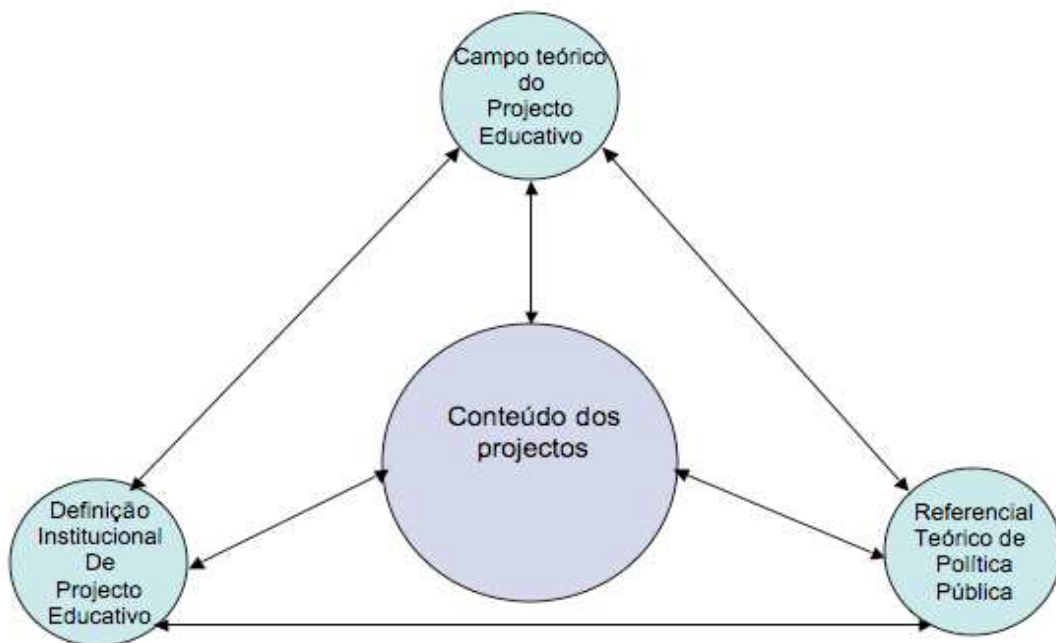 Campo teórico
do
Projecto
Educativo
Conteúdo dos
projectos
Definição
Institucional
De
Projecto
Educativo
Referencial
Teórico de
Política
Pública